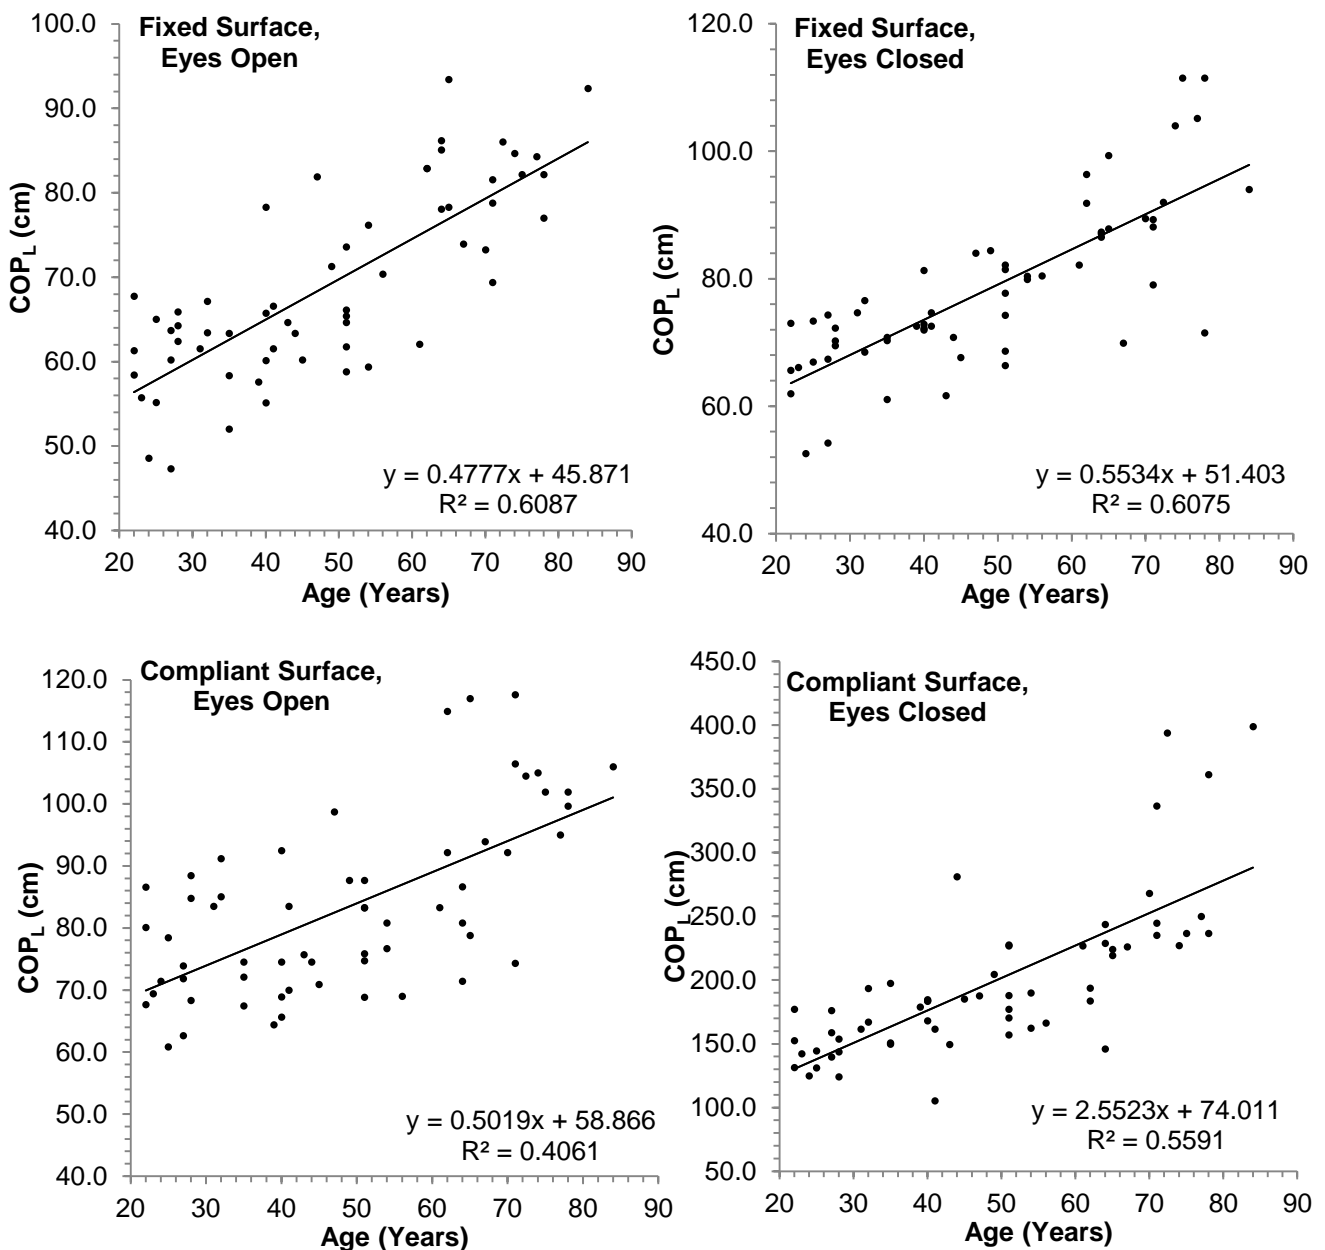 Fixed Surface,
Eyes Open
100.0
90.0
80.0
70.0
60.0
50.0
40.0
COP_L (cm)
20 30 40 50 60 70 80 90
Age (Years)
y = 0.4777x + 45.871
R² = 0.6087
Fixed Surface,
Eyes Closed
120.0
100.0
80.0
60.0
40.0
COP_L (cm)
20 30 40 50 60 70 80 90
Age (Years)
y = 0.5534x + 51.403
R² = 0.6075
Compliant Surface,
Eyes Open
120.0
110.0
100.0
90.0
80.0
70.0
60.0
50.0
40.0
COP_L (cm)
20 30 40 50 60 70 80 90
Age (Years)
y = 0.5019x + 58.866
R² = 0.4061
Compliant Surface,
Eyes Closed
450.0
400.0
350.0
300.0
250.0
200.0
150.0
100.0
50.0
COP_L (cm)
20 30 40 50 60 70 80 90
Age (Years)
y = 2.5523x + 74.011
R² = 0.5591